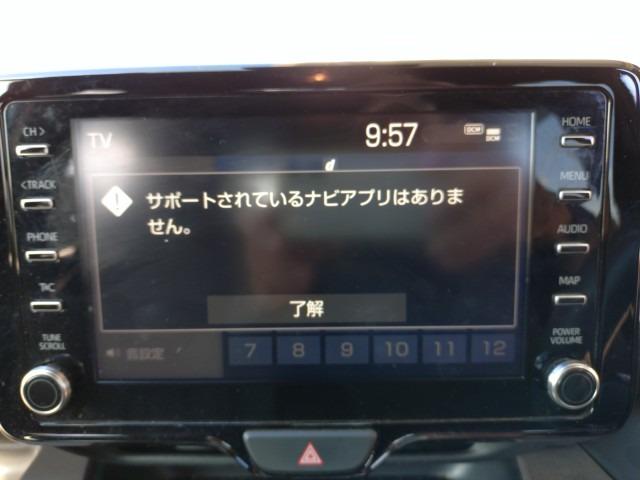 CH >
TV
9:57
DCM
DCM
HOME
< TRACK
d
MENU
サポートされているナビアプリはありま
せん。
PHONE
AUDIO
T∧C
MAP
了解
TUNE
SCROLL
音設定
7 8 9 10 11 12
POWER
VOLUME